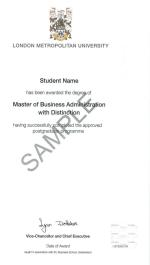 LONDON METROPOLITAN UNIVERSITY
Student Name
has been awarded the degree of
Master of Business Administration
with Distinction
having successfully completed the approved
postgraduate programme
SAMPLE
Vice-Chancellor and Chief Executive
Date of Award